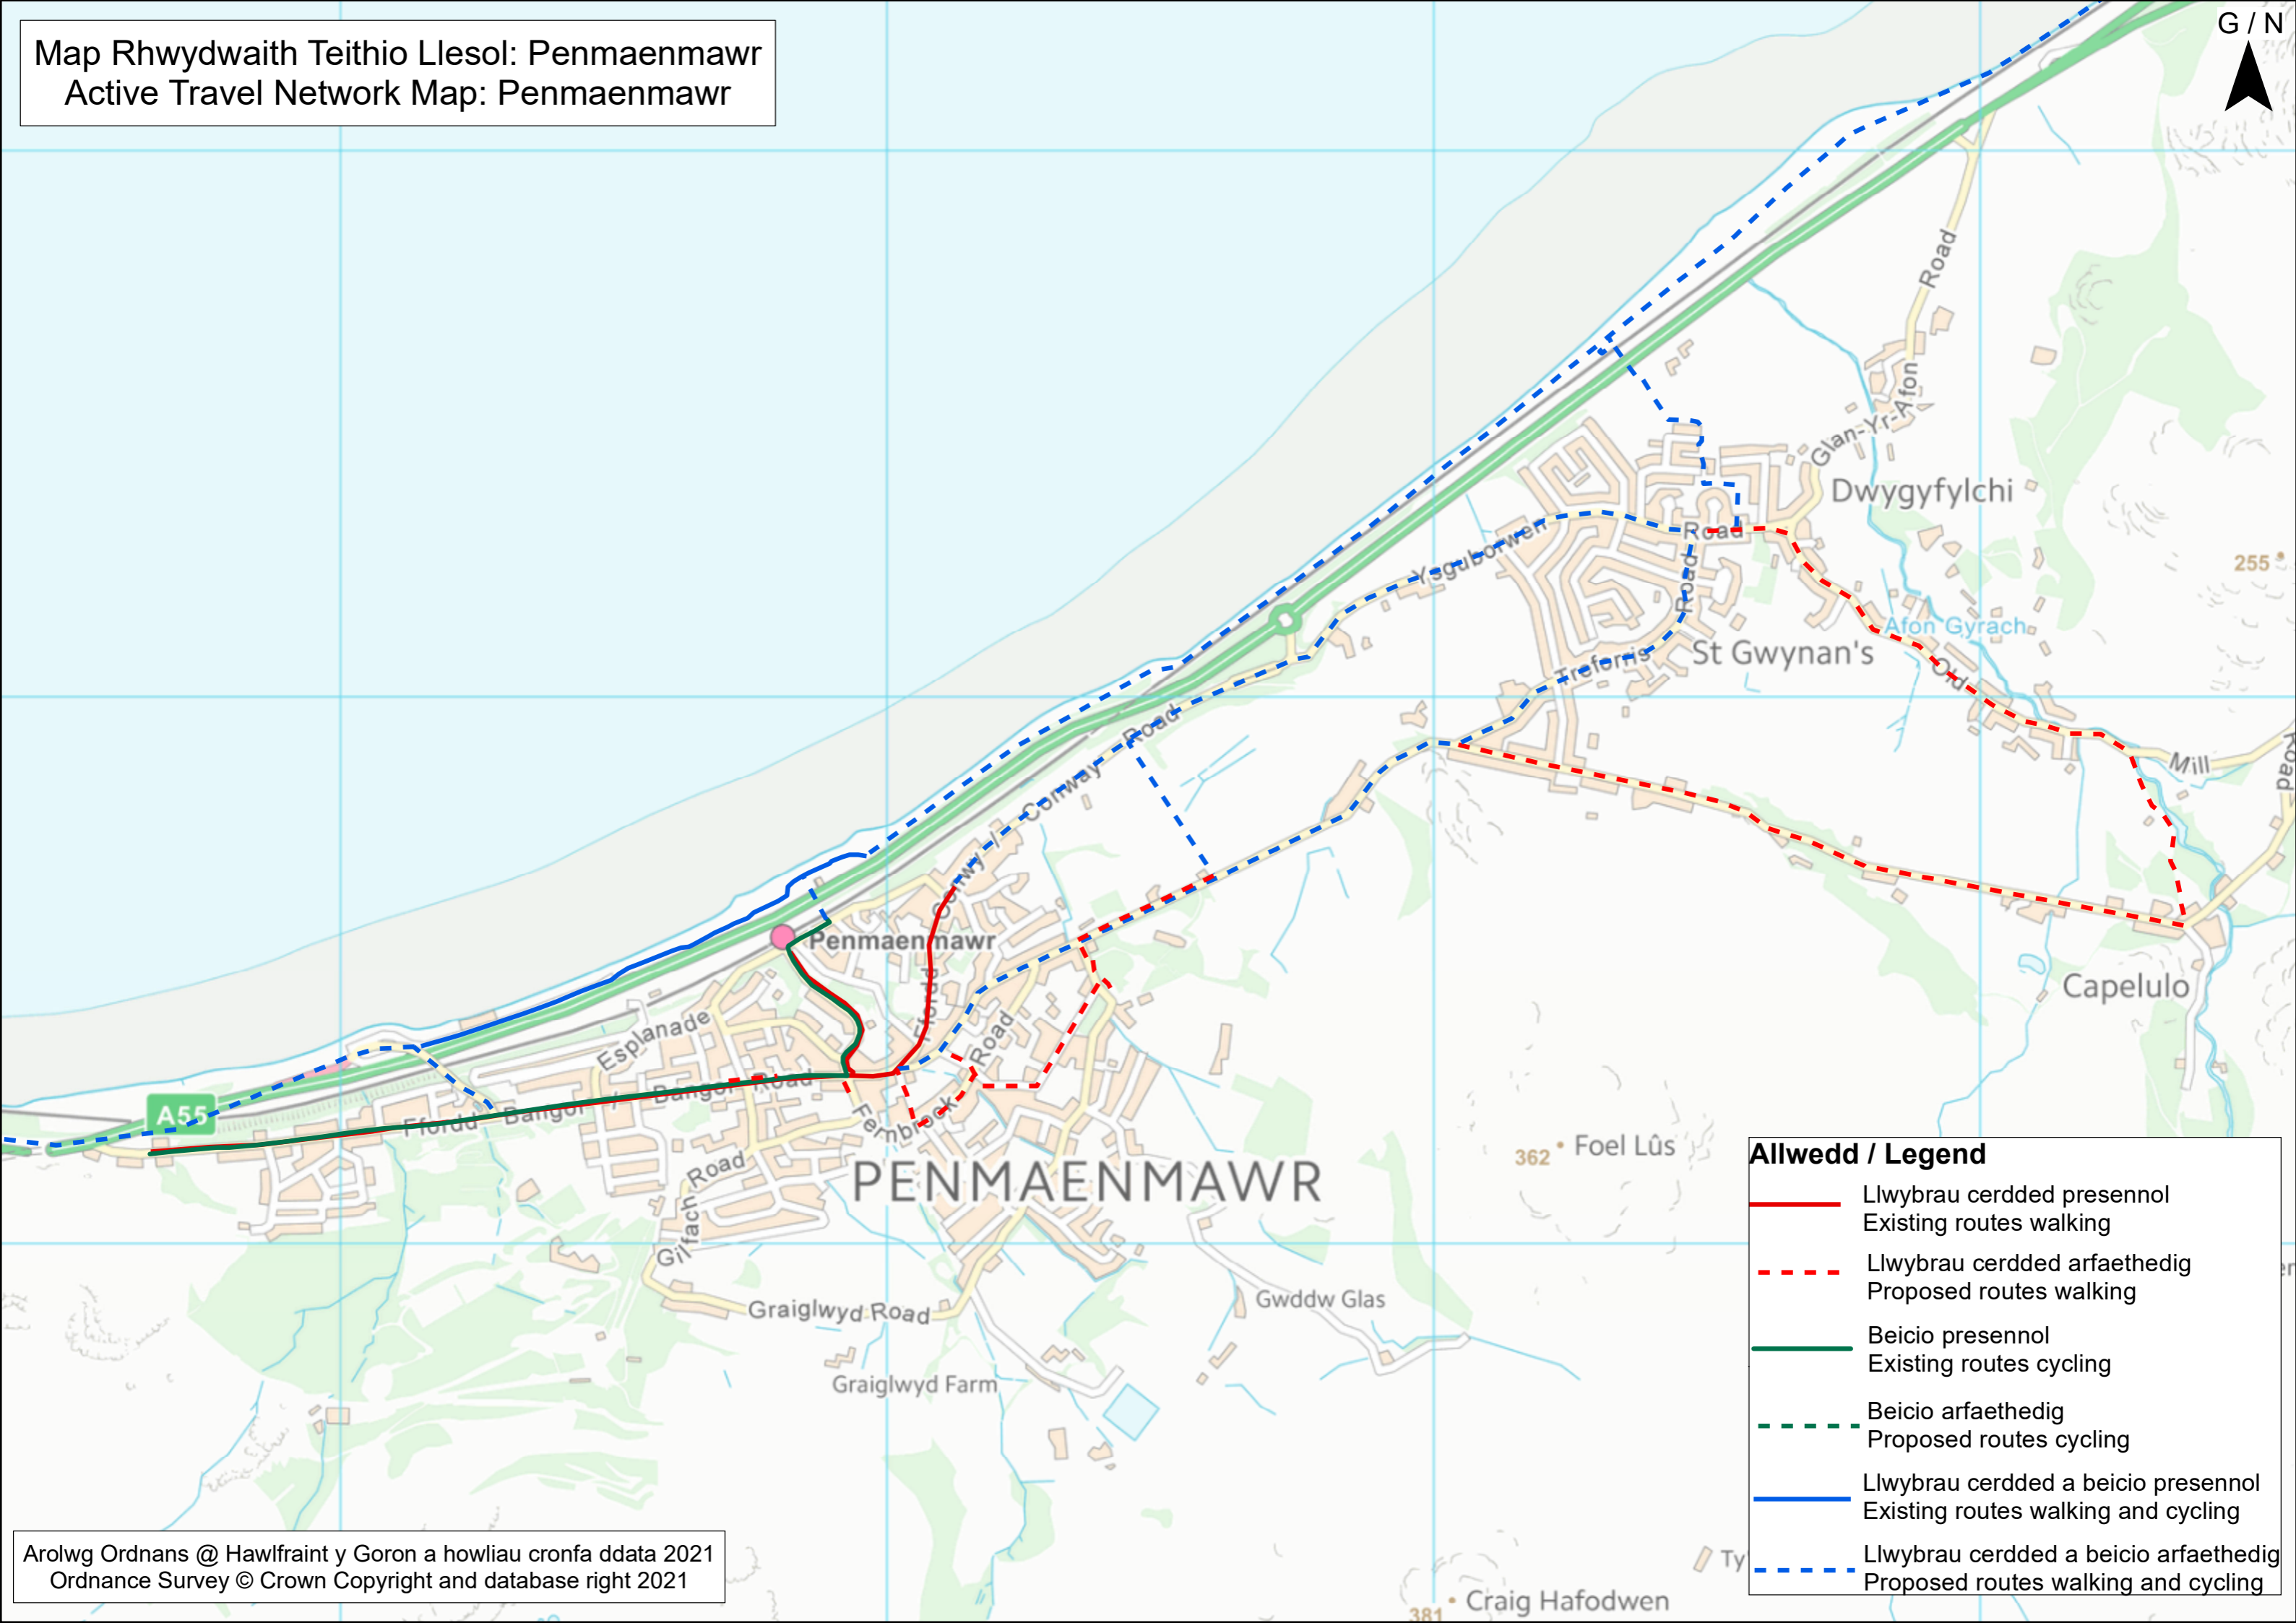 Map Rhwydwaith Teithio Llesol: Penmaenmawr
Active Travel Network Map: Penmaenmawr
G / N
Road
Glan-Yr-Afon
Dwygyfylchi
Road
Ysguborwen
Road
255
Afon Gyrach
St Gwynan's
Treforris
Old
Road
Mill
Road
Conwy / Conway
Penmaenmawr
Capelulo
Ffordd
Esplanade
Road
A55
Ffordd Bangor / Bangor Road
Fernbrock
362
Foel Lûs
PENMAENMAWR
Gilfach Road
Gwddw Glas
Graiglwyd Road
Graiglwyd Farm
Craig Hafodwen
381
Ty
Allwedd / Legend
Llwybrau cerdded presennol
Existing routes walking
Llwybrau cerdded arfaethedig
Proposed routes walking
Beicio presennol
Existing routes cycling
Beicio arfaethedig
Proposed routes cycling
Llwybrau cerdded a beicio presennol
Existing routes walking and cycling
Llwybrau cerdded a beicio arfaethedig
Proposed routes walking and cycling
Arolwg Ordnans @ Hawlfraint y Goron a howliau cronfa ddata 2021
Ordnance Survey © Crown Copyright and database right 2021